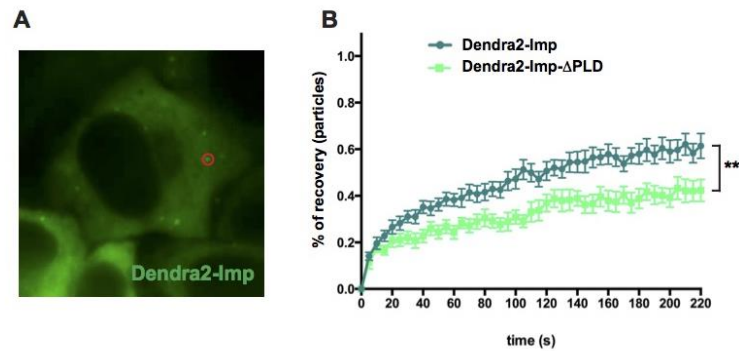 A
Dendra2-Imp
B
Dendra2-Imp
Dendra2-Imp-ΔPLD
% of recovery (particles)
1.0
0.8
0.6
0.4
0.2
0.0
**
0 20 40 60 80 100 120 140 160 180 200 220
time (s)